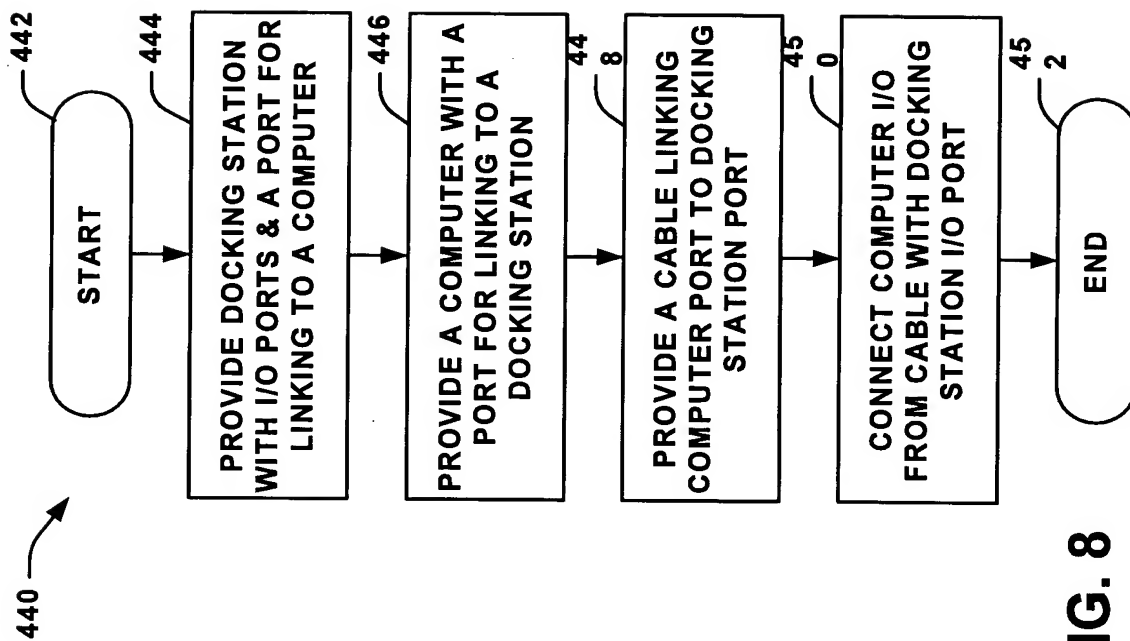 440
442
START
444
PROVIDE DOCKING STATION
WITH I/O PORTS & A PORT FOR
LINKING TO A COMPUTER
446
PROVIDE A COMPUTER WITH A
PORT FOR LINKING TO A
DOCKING STATION
44
8
PROVIDE A CABLE LINKING
COMPUTER PORT TO DOCKING
STATION PORT
45
0
CONNECT COMPUTER I/O
FROM CABLE WITH DOCKING
STATION I/O PORT
45
2
END
IG. 8